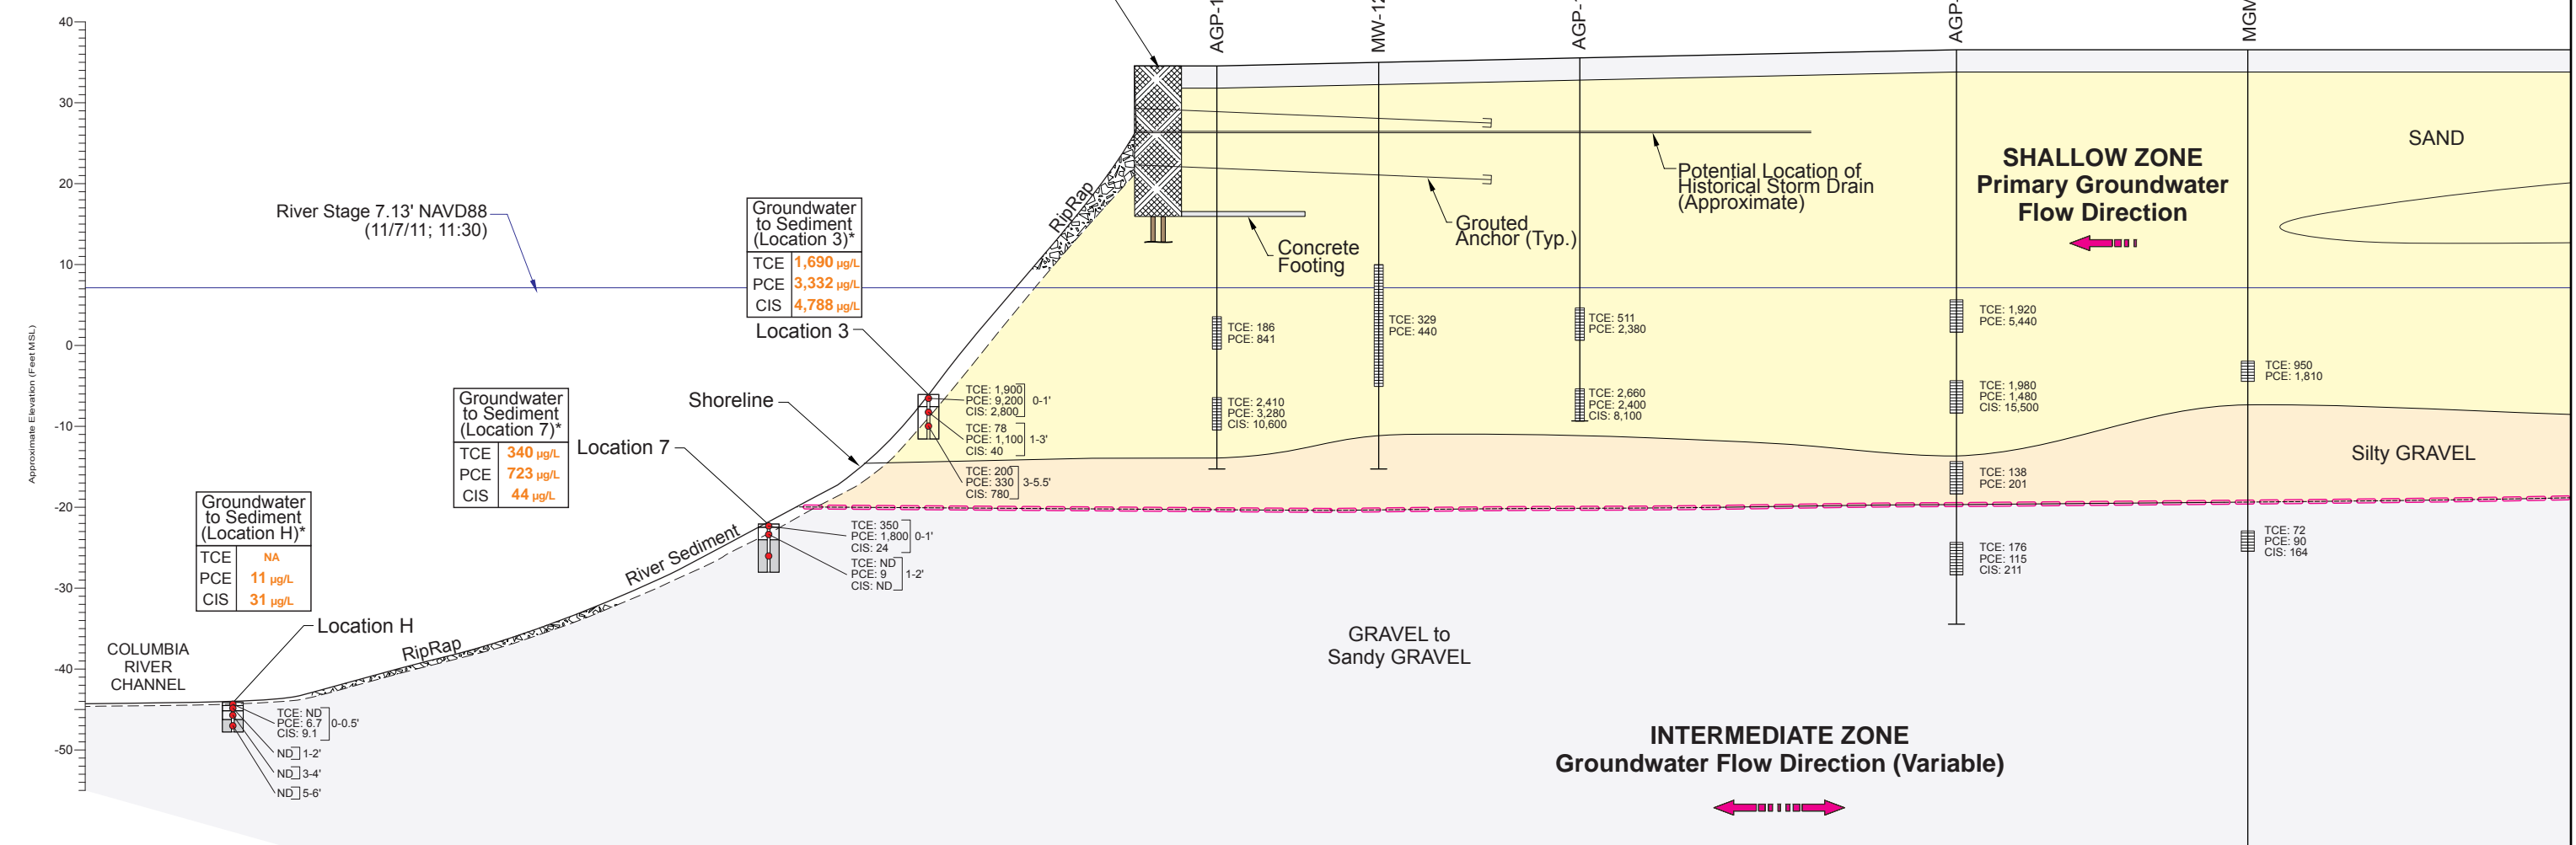 40
30
20
10
0
-10
-20
-30
-40
-50
Approximate Elevation (Feet MSL)
AGP-1
MW-12
AGP-1
AGP-
MGM
River Stage 7.13' NAVD88
(11/7/11; 11:30)
Groundwater
to Sediment
(Location 3)*
TCE 1,690 µg/L
PCE 3,332 µg/L
CIS 4,788 µg/L
Location 3
Shoreline
Groundwater
to Sediment
(Location 7)*
TCE 340 µg/L
PCE 723 µg/L
CIS 44 µg/L
Location 7
Groundwater
to Sediment
(Location H)*
TCE NA
PCE 11 µg/L
CIS 31 µg/L
Location H
COLUMBIA
RIVER
CHANNEL
RipRap
River Sediment
RipRap
TCE: ND
PCE: 6.7 0-0.5'
CIS: 9.1
ND 1-2'
ND 3-4'
ND 5-6'
TCE: 350
PCE: 1,800 0-1'
CIS: 24
TCE: ND
PCE: 9 1-2'
CIS: ND
TCE: 1,900
PCE: 9,200 0-1'
CIS: 2,800
TCE: 78
PCE: 1,100 1-3'
CIS: 40
TCE: 200
PCE: 330 3-5.5'
CIS: 780
Concrete
Footing
Grouted
Anchor (Typ.)
Potential Location of
Historical Storm Drain
(Approximate)
SHALLOW ZONE
Primary Groundwater
Flow Direction
SAND
TCE: 186
PCE: 841
TCE: 2,410
PCE: 3,280
CIS: 10,600
TCE: 329
PCE: 440
TCE: 511
PCE: 2,380
TCE: 2,660
PCE: 2,400
CIS: 8,100
TCE: 1,920
PCE: 5,440
TCE: 1,980
PCE: 1,480
CIS: 15,500
TCE: 138
PCE: 201
TCE: 176
PCE: 115
CIS: 211
TCE: 950
PCE: 1,810
TCE: 72
PCE: 90
CIS: 164
Silty GRAVEL
GRAVEL to
Sandy GRAVEL
INTERMEDIATE ZONE
Groundwater Flow Direction (Variable)